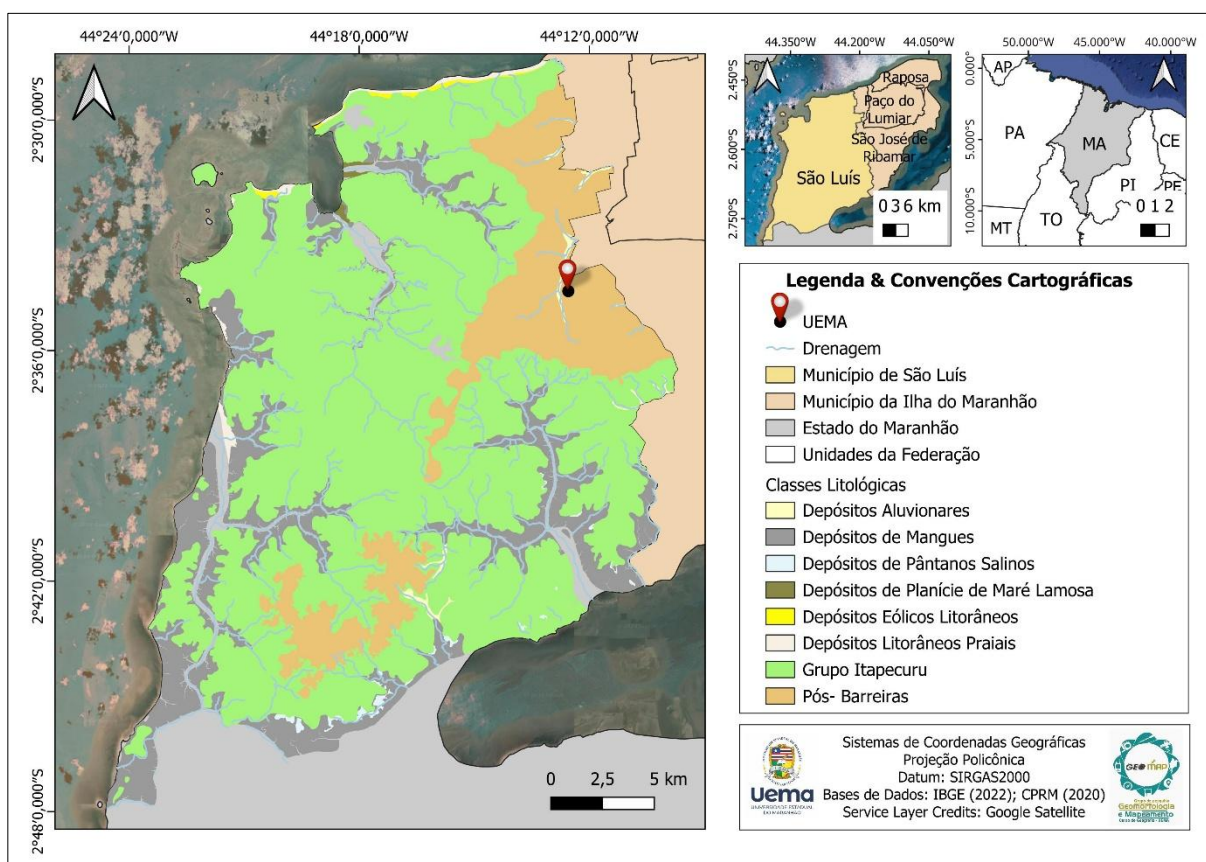 44°24'0,000"W
44°18'0,000"W
44°12'0,000"W
2°30'0,000"S
2°36'0,000"S
2°42'0,000"S
2°48'0,000"S
0 2,5 5 km
44.350°W 44.200°W 44.050°W
2.450°S
2.600°S
2.750°S
Raposa
Paço do
Lumiar
São José de
Ribamar
São Luís
0 3 6 km
50.000°W 45.000°W 40.000°W
0.000°
5.000°S
10.000°S
AP
PA
MA
CE
PI
PE
TO
MT
0 1 2
Legenda & Convenções Cartográficas
UEMA
Drenagem
Município de São Luís
Município da Ilha do Maranhão
Estado do Maranhão
Unidades da Federação
Classes Litológicas
Depósitos Aluvionares
Depósitos de Mangues
Depósitos de Pântanos Salinos
Depósitos de Planície de Maré Lamosa
Depósitos Eólicos Litorâneos
Depósitos Litorâneos Praiais
Grupo Itapecuru
Pós- Barreiras
Uema
UNIVERSIDADE ESTADUAL
DO MARANHÃO
Sistemas de Coordenadas Geográficas
Projeção Policônica
Datum: SIRGAS2000
Bases de Dados: IBGE (2022); CPRM (2020)
Service Layer Credits: Google Satellite
GEOMAP
Geomorfologia
e Mapeamento